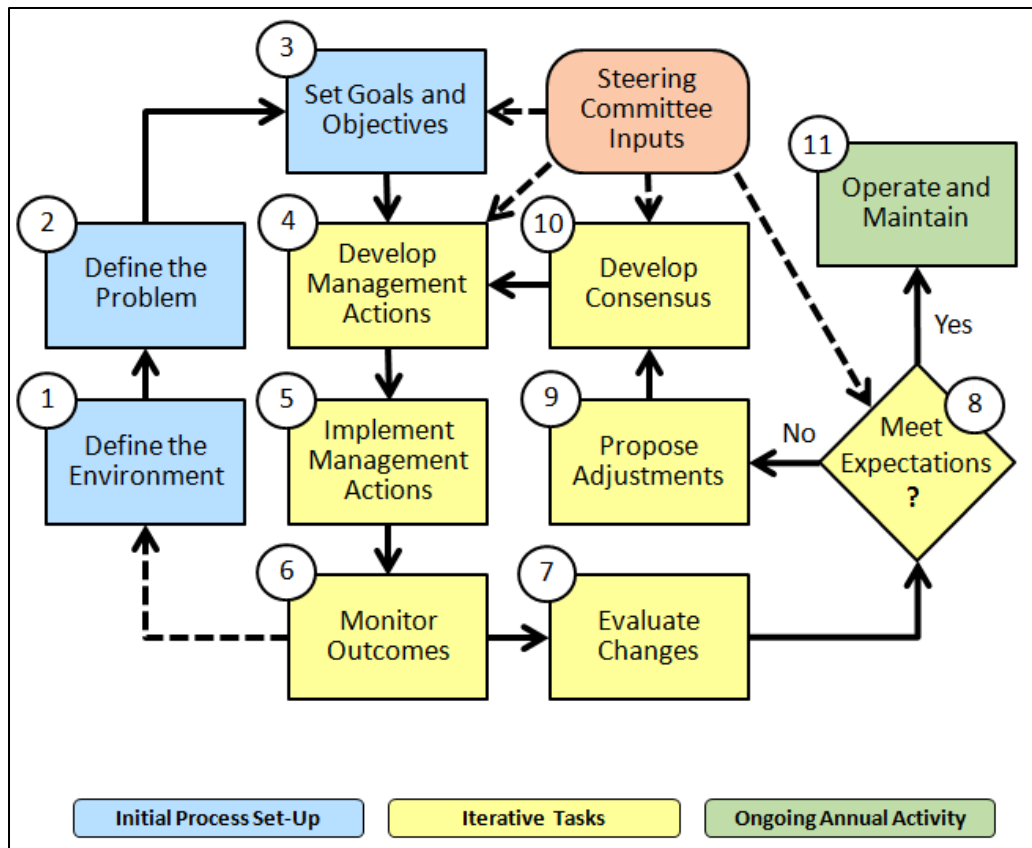 3
Set Goals and
Objectives
Steering
Committee
Inputs
11
Operate and
Maintain
2
Define the
Problem
4
Develop
Management
Actions
10
Develop
Consensus
Yes
1
Define the
Environment
5
Implement
Management
Actions
9
Propose
Adjustments
No
8
Meet
Expectations
?
6
Monitor
Outcomes
7
Evaluate
Changes
Initial Process Set-Up
Iterative Tasks
Ongoing Annual Activity